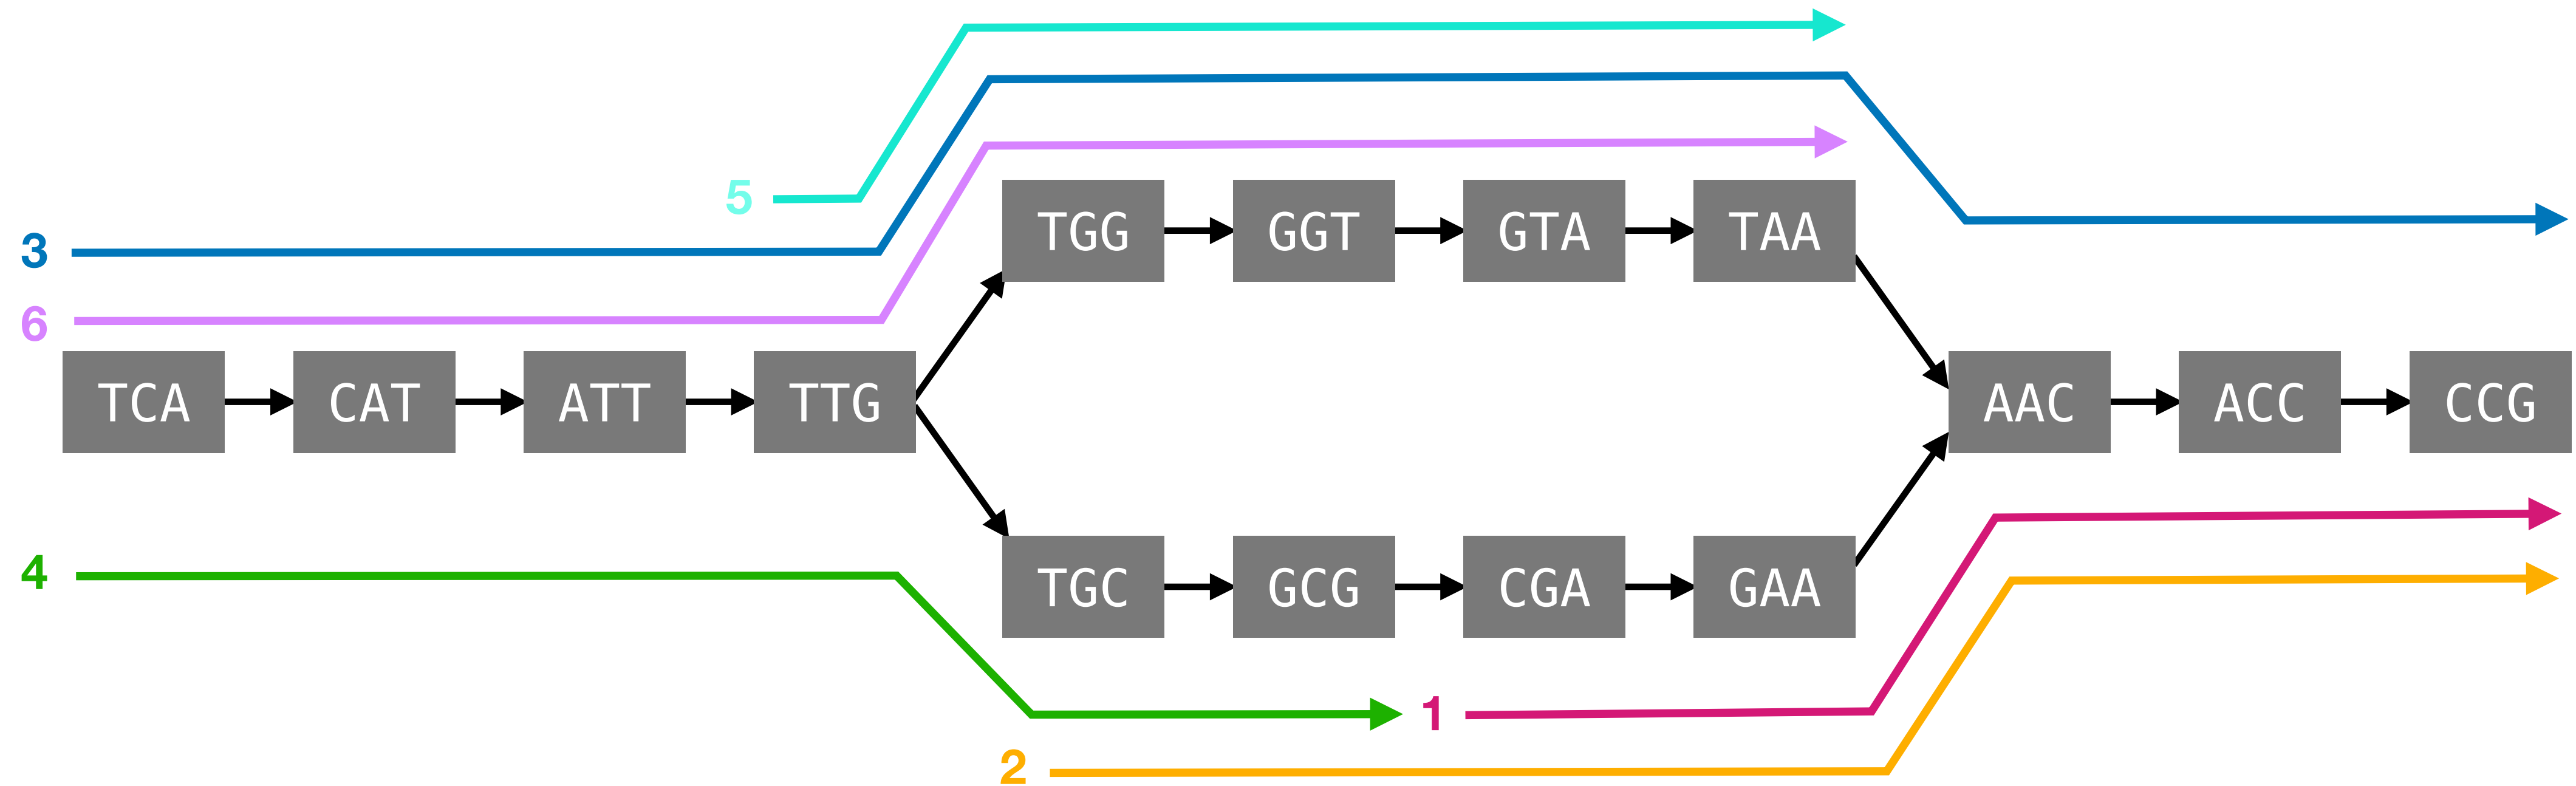 5
3
TGG GGT GTA TAA
6
TCA CAT ATT TTG AAC ACC CCG
4
TGC GCG CGA GAA
1
2